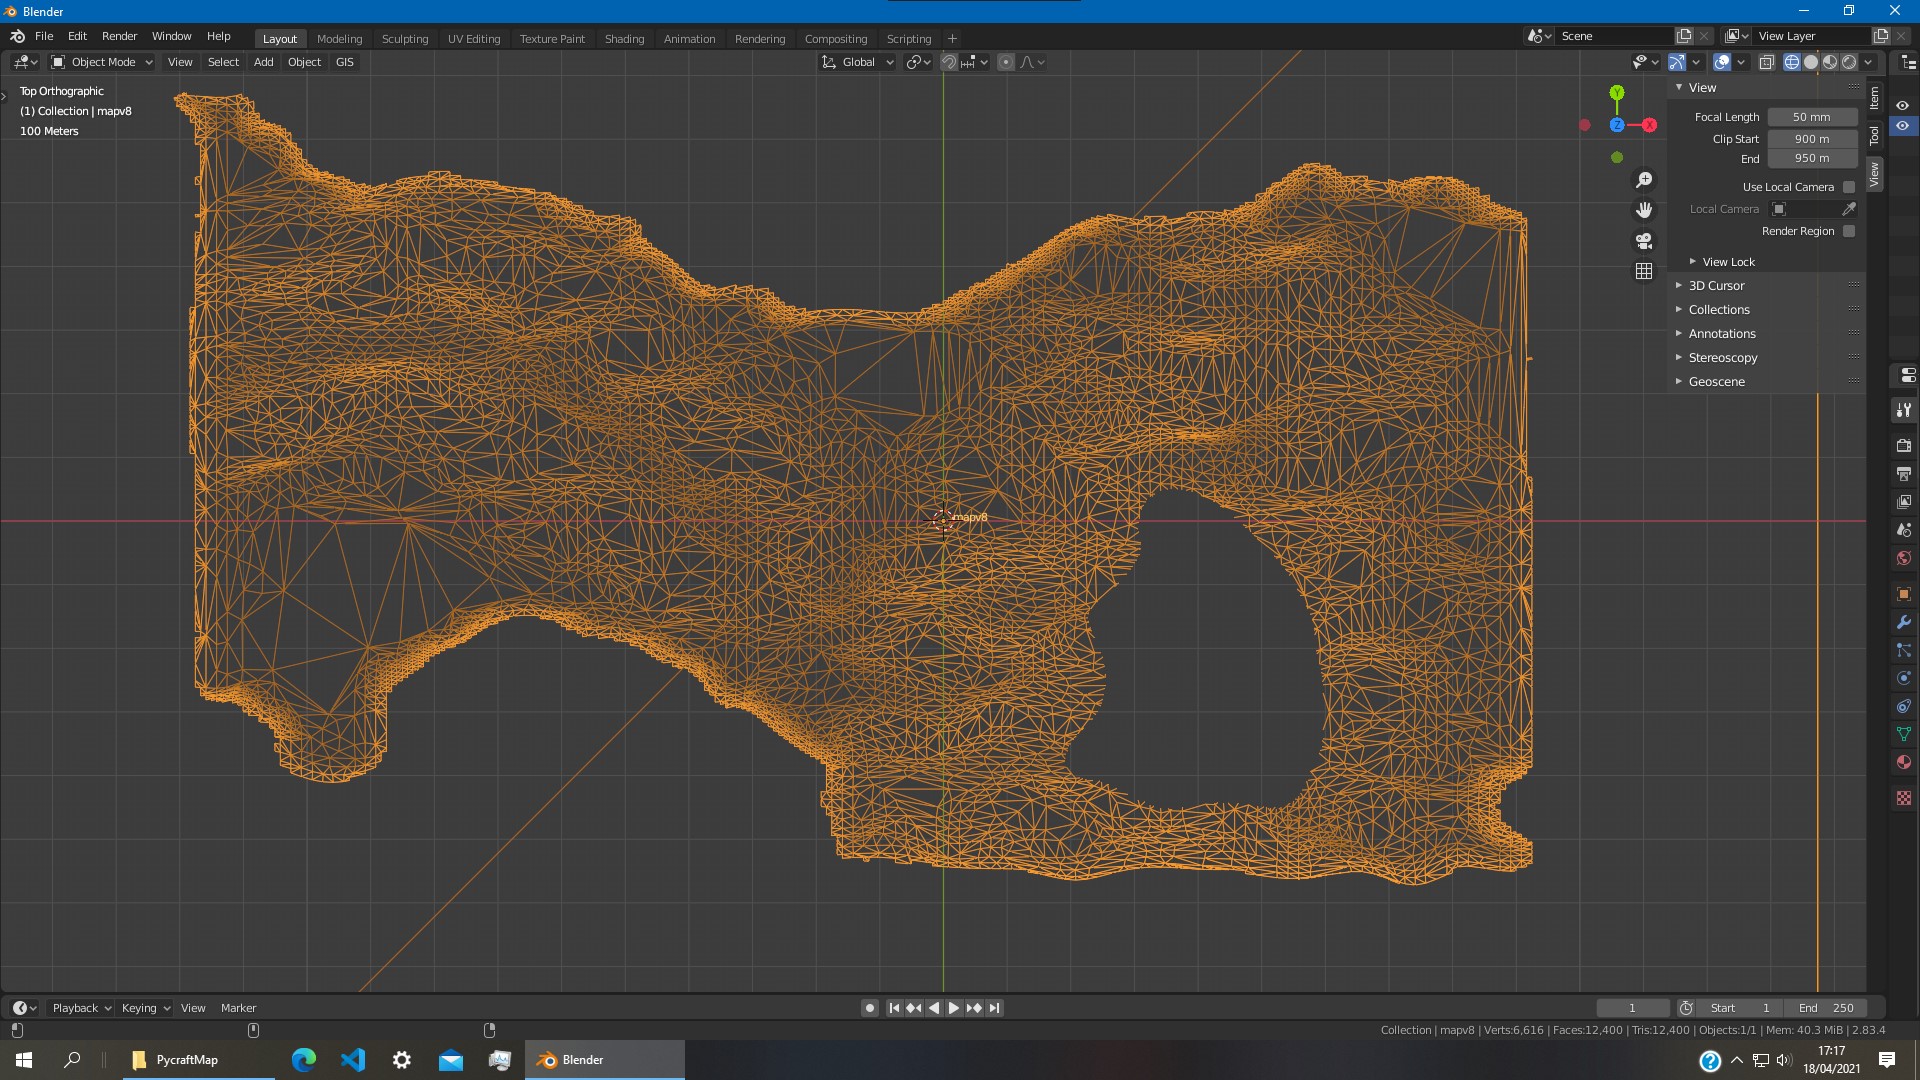 Blender
File Edit Render Window Help
Layout Modeling Sculpting UV Editing Texture Paint Shading Animation Rendering Compositing Scripting +
Scene
View Layer
Object Mode View Select Add Object GIS
Global
Top Orthographic
(1) Collection | mapv8
100 Meters
Y
Z
X
View
Focal Length 50 mm
Clip Start 900 m
End 950 m
Use Local Camera
Local Camera
Render Region
View Lock
3D Cursor
Collections
Annotations
Stereoscopy
Geoscene
Item
Tool
View
mapv8
Playback Keying View Marker
1 Start 1 End 250
Collection | mapv8 | Verts:6,616 | Faces:12,400 | Tris:12,400 | Objects:1/1 | Mem: 40.3 MiB | 2.83.4
PycraftMap
Blender
17:17
18/04/2021